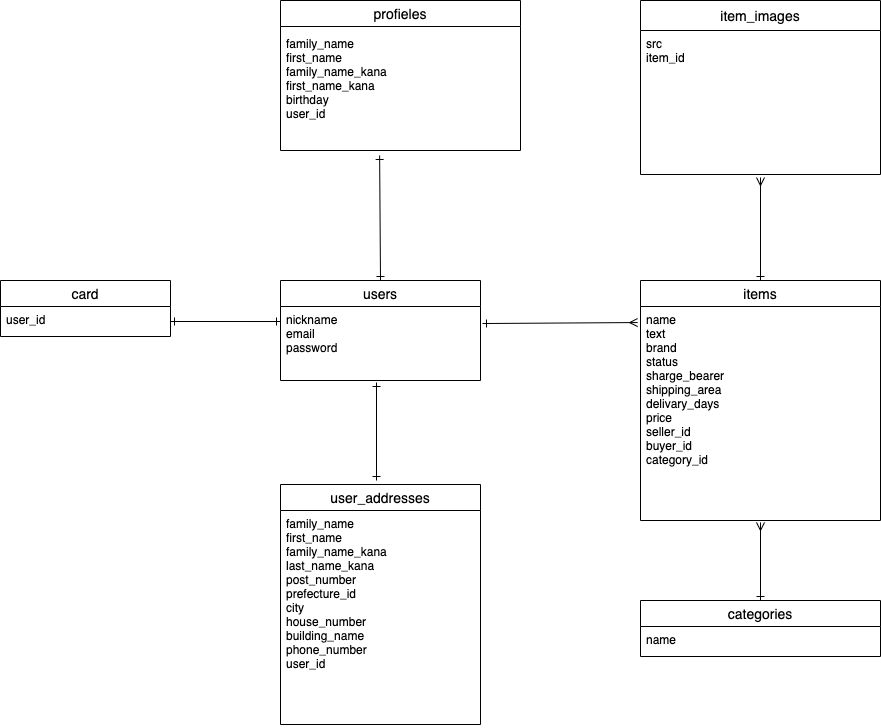 profieles
family_name
first_name
family_name_kana
first_name_kana
birthday
user_id
item_images
src
item_id
card
user_id
users
nickname
email
password
items
name
text
brand
status
sharge_bearer
shipping_area
delivary_days
price
seller_id
buyer_id
category_id
user_addresses
family_name
first_name
family_name_kana
last_name_kana
post_number
prefecture_id
city
house_number
building_name
phone_number
user_id
categories
name